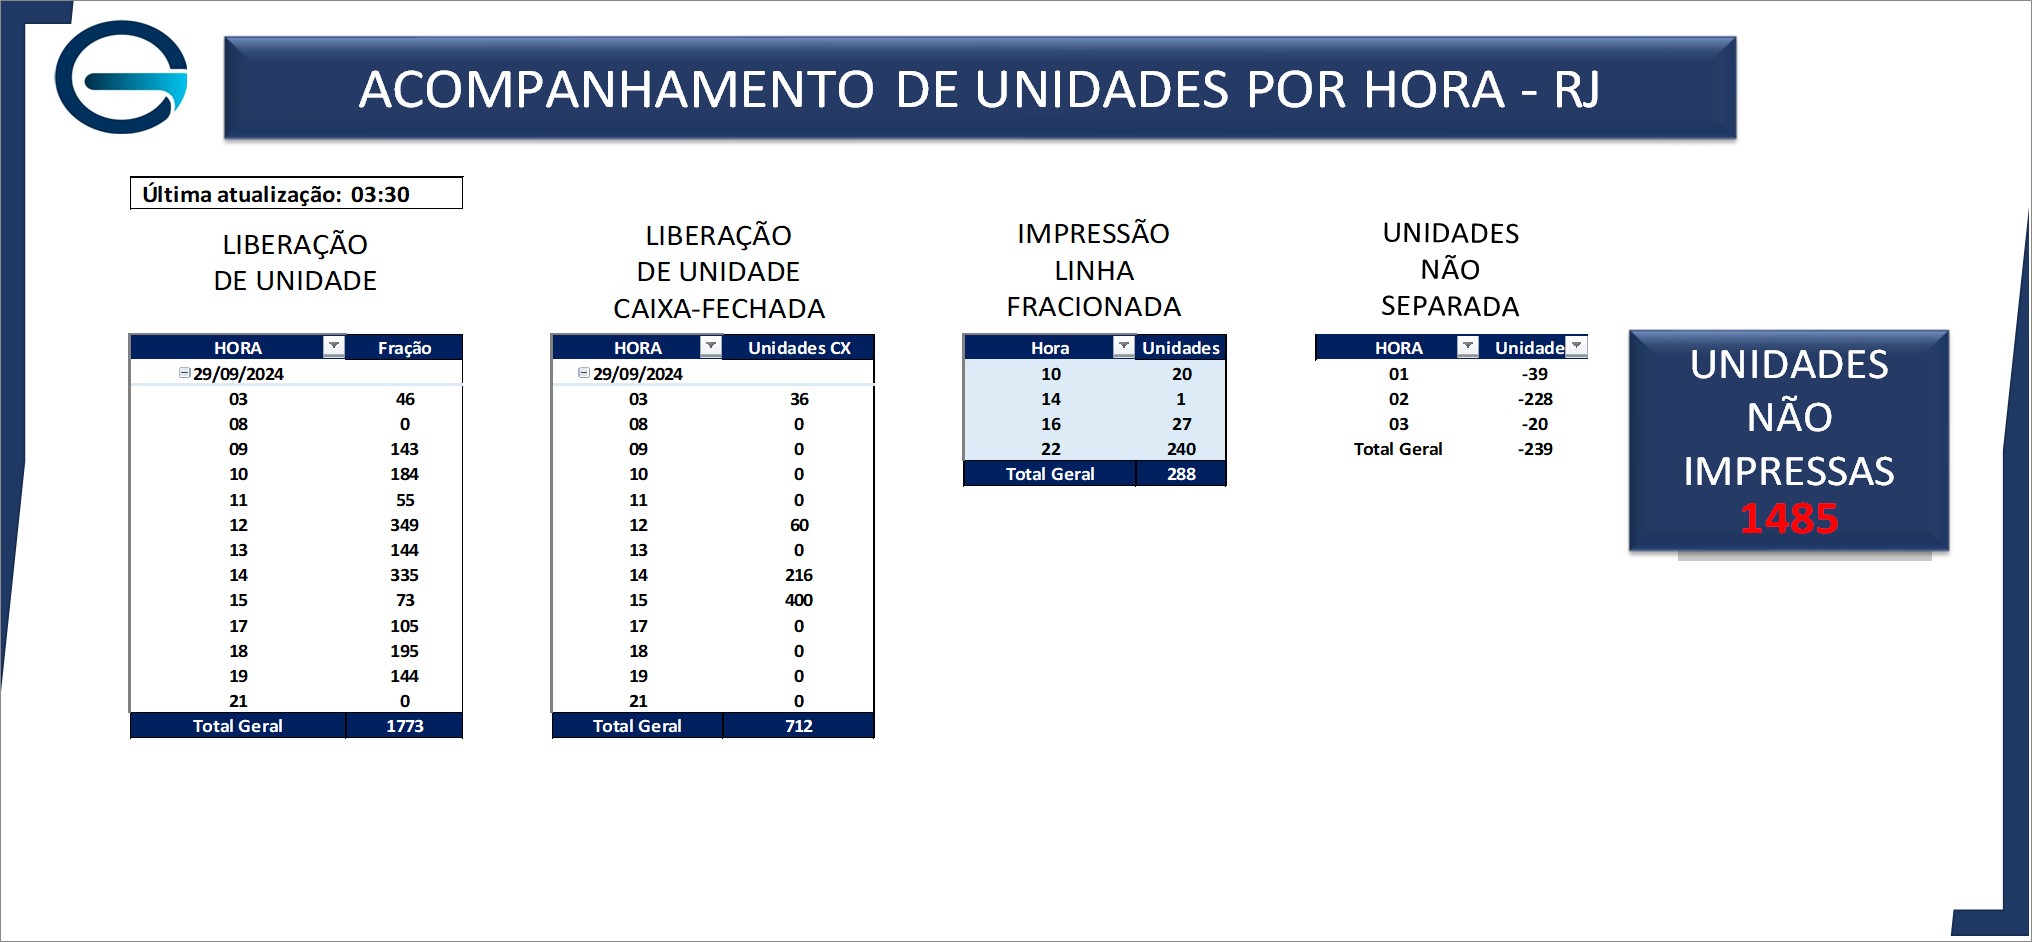 ACOMPANHAMENTO DE UNIDADES POR HORA - RJ
Última atualização: 03:30
LIBERAÇÃO
DE UNIDADE
HORA Fração
29/09/2024
03 46
08 0
09 143
10 184
11 55
12 349
13 144
14 335
15 73
17 105
18 195
19 144
21 0
Total Geral 1773
LIBERAÇÃO
DE UNIDADE
CAIXA-FECHADA
HORA Unidades CX
29/09/2024
03 36
08 0
09 0
10 0
11 0
12 60
13 0
14 216
15 400
17 0
18 0
19 0
21 0
Total Geral 712
IMPRESSÃO
LINHA
FRACIONADA
Hora Unidades
10 20
14 1
16 27
22 240
Total Geral 288
UNIDADES
NÃO
SEPARADA
HORA Unidade
01 -39
02 -228
03 -20
Total Geral -239
UNIDADES
NÃO
IMPRESSAS
1485